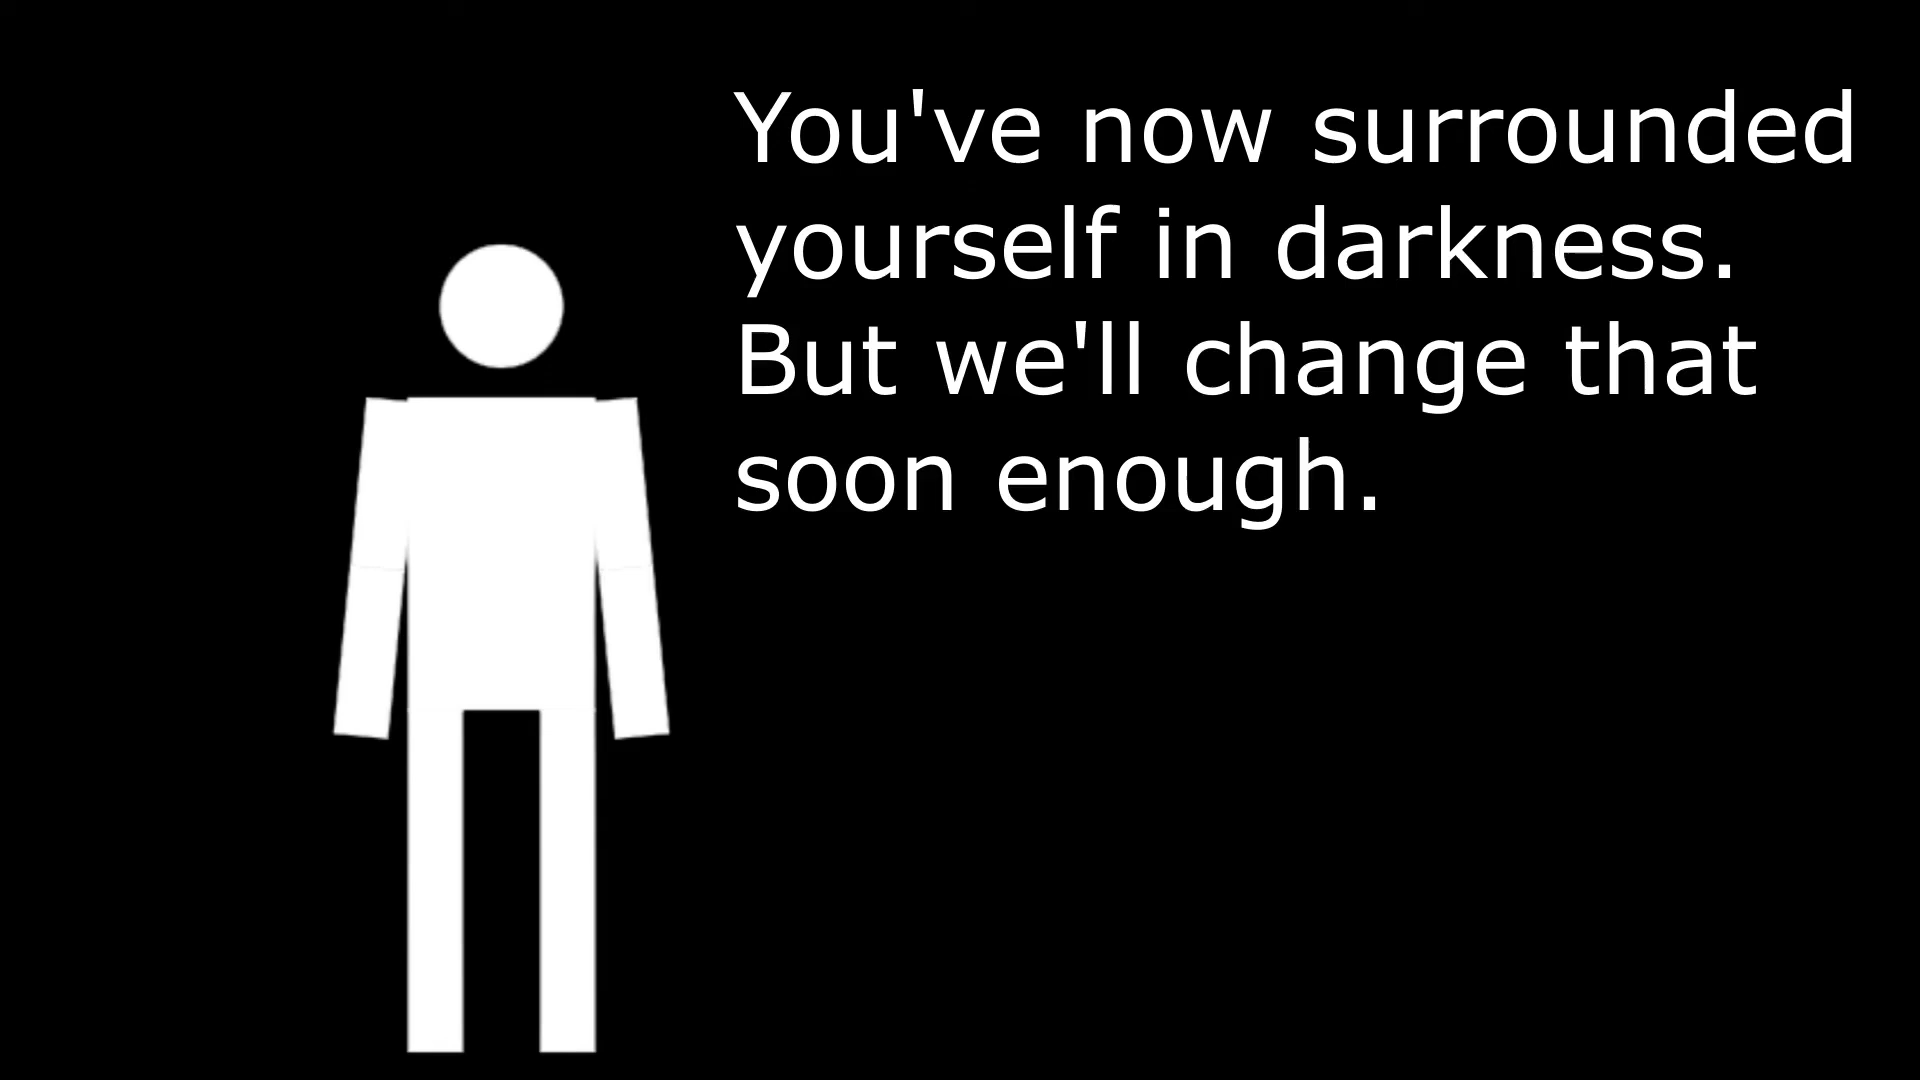 You've now surrounded
yourself in darkness.
But we'll change that
soon enough.